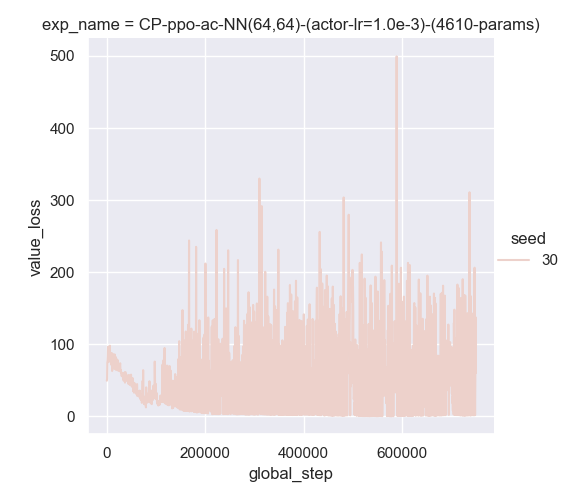 exp_name = CP-ppo-ac-NN(64,64)-(actor-lr=1.0e-3)-(4610-params)
500
400
300
200
100
0
value_loss
0
200000
400000
600000
global_step
seed
30